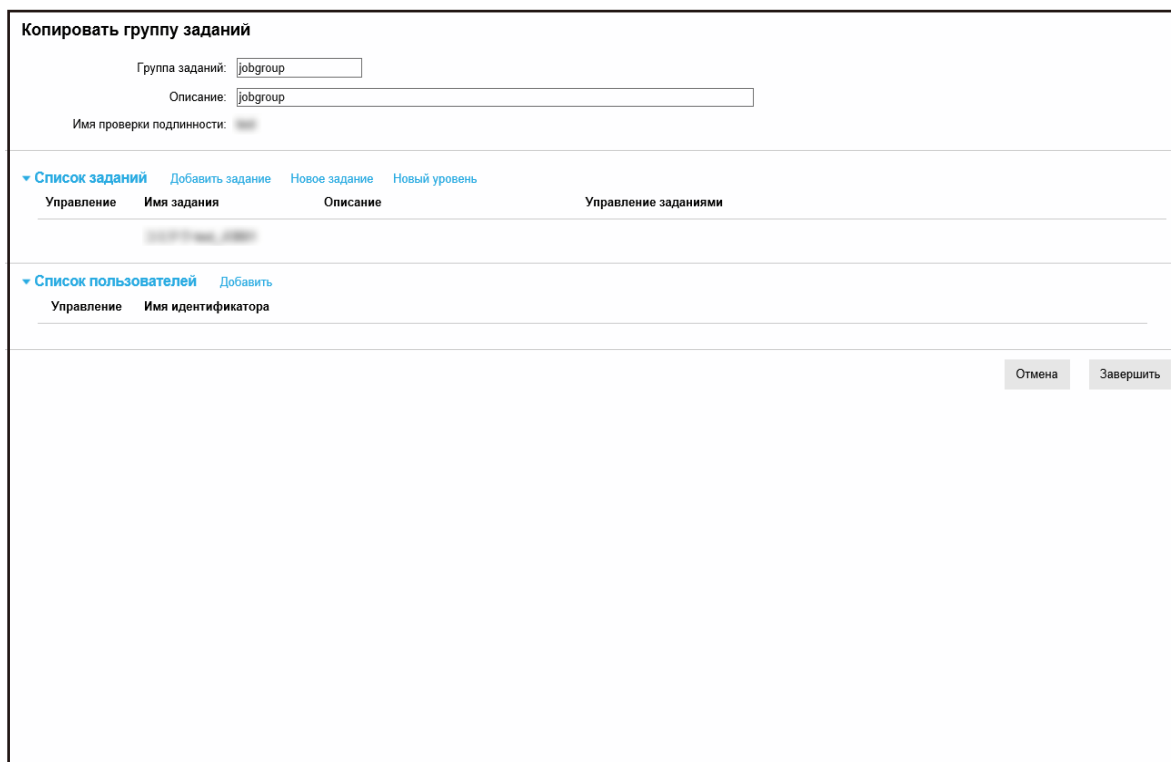 Копировать группу заданий
Группа заданий: jobgroup
Описание: jobgroup
Имя проверки подлинности:
Список заданий Добавить задание Новое задание Новый уровень
Управление Имя задания Описание Управление заданиями
Список пользователей Добавить
Управление Имя идентификатора
Отмена Завершить